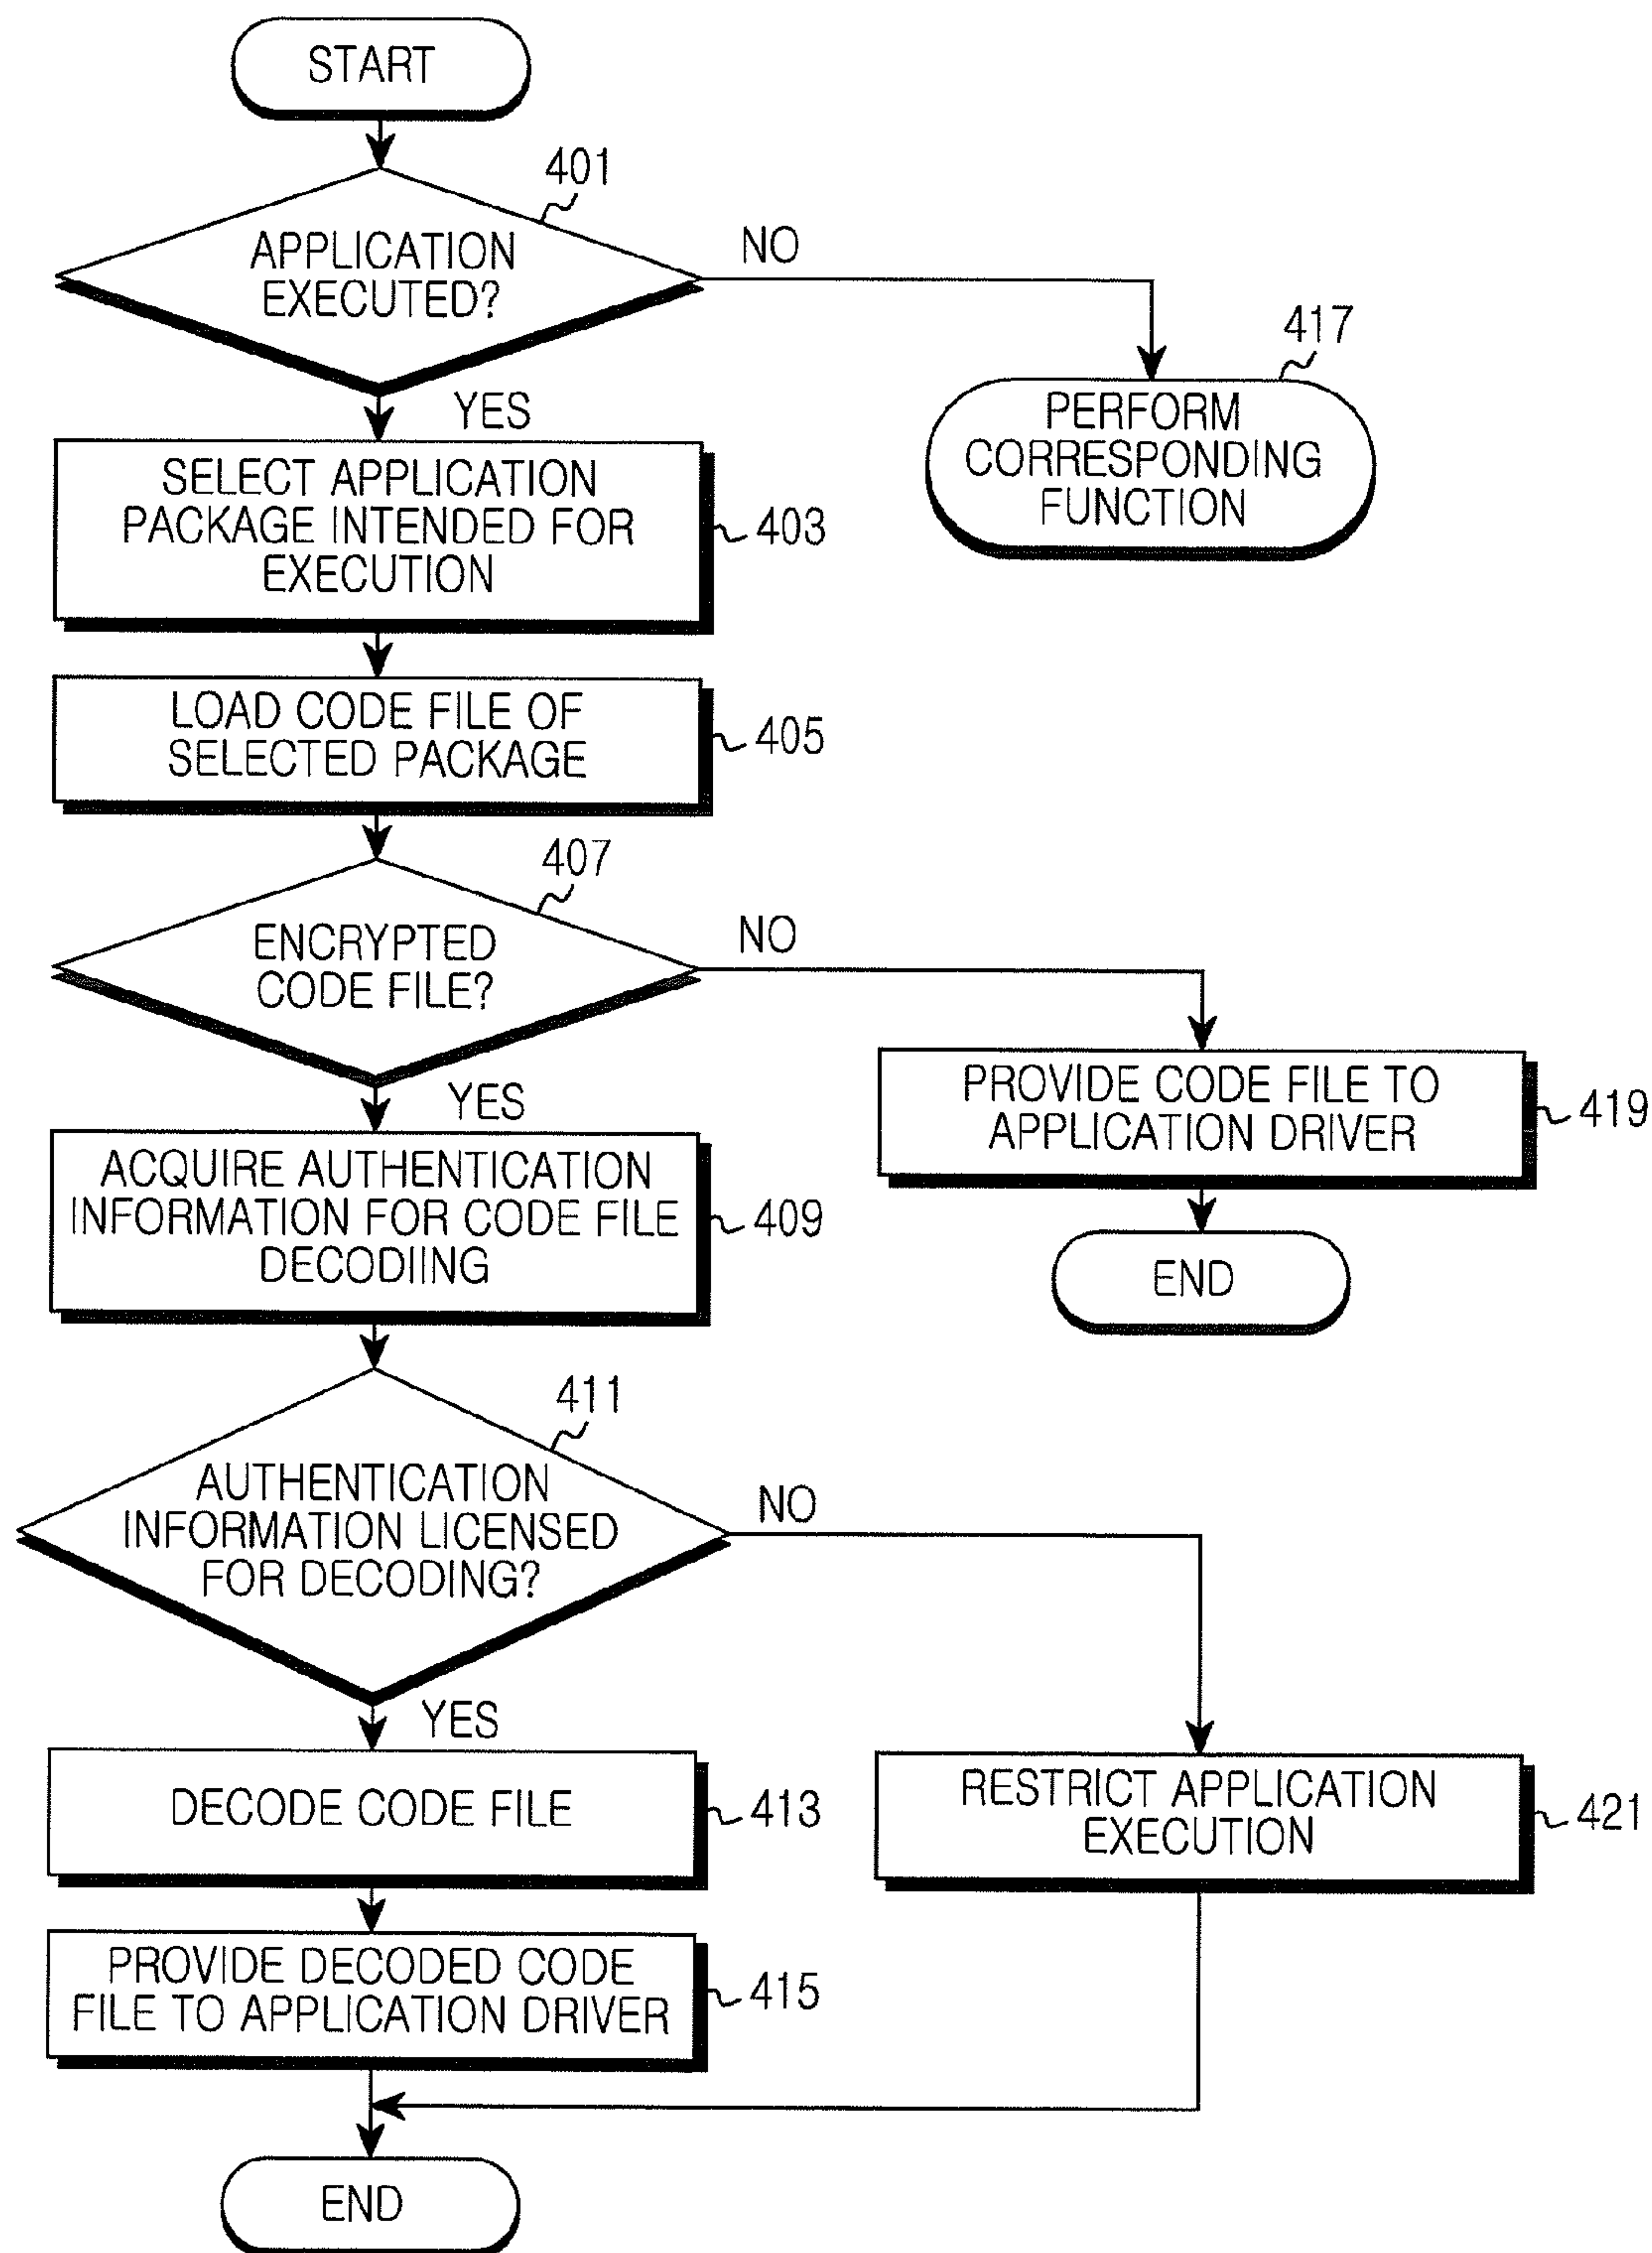 START
401
APPLICATION
EXECUTED?
NO
YES
417
PERFORM
CORRESPONDING
FUNCTION
SELECT APPLICATION
PACKAGE INTENDED FOR
EXECUTION
403
LOAD CODE FILE OF
SELECTED PACKAGE
405
407
ENCRYPTED
CODE FILE?
NO
YES
PROVIDE CODE FILE TO
APPLICATION DRIVER
419
END
ACQUIRE AUTHENTICATION
INFORMATION FOR CODE FILE
DECODIING
409
411
AUTHENTICATION
INFORMATION LICENSED
FOR DECODING?
NO
YES
DECODE CODE FILE
413
RESTRICT APPLICATION
EXECUTION
421
PROVIDE DECODED CODE
FILE TO APPLICATION DRIVER
415
END